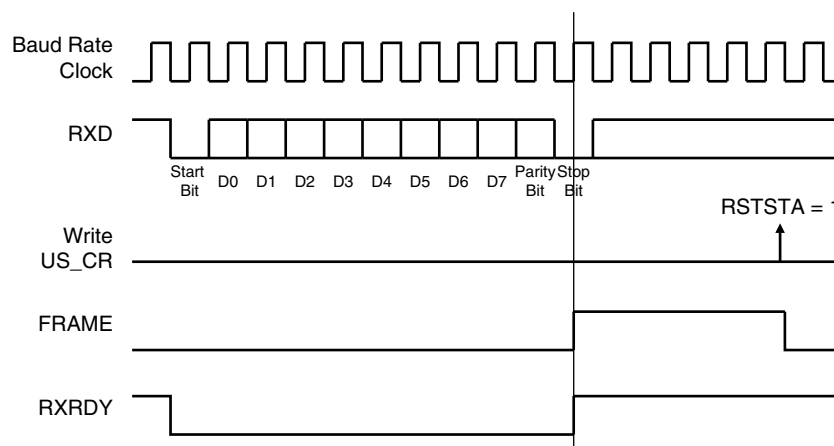 Baud Rate
Clock
RXD
Start
Bit
D0
D1
D2
D3
D4
D5
D6
D7
Parity
Bit
Stop
Bit
RSTSTA = 1
Write
US_CR
FRAME
RXRDY